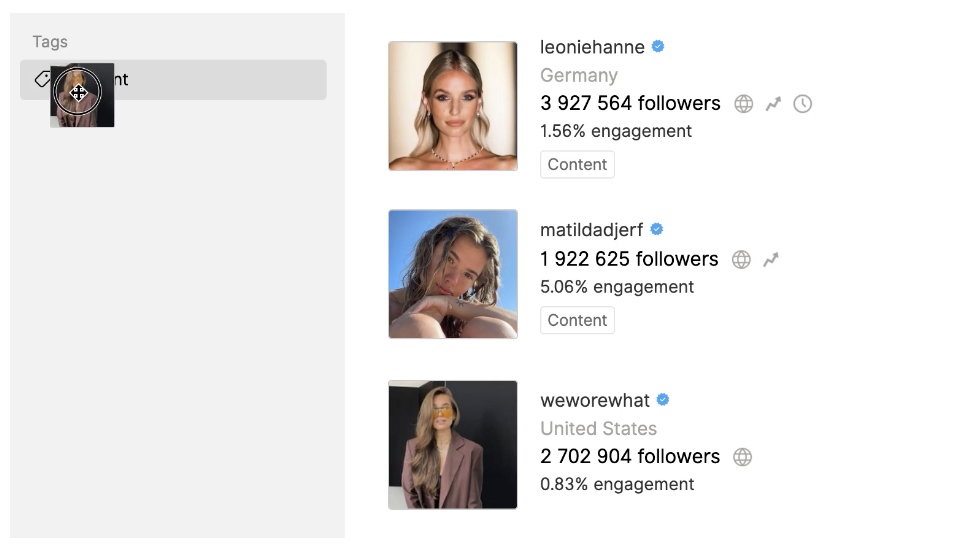 Tags
nt
leoniehanne
Germany
3 927 564 followers
1.56% engagement
Content
matildadjerf
1 922 625 followers
5.06% engagement
Content
weworewhat
United States
2 702 904 followers
0.83% engagement